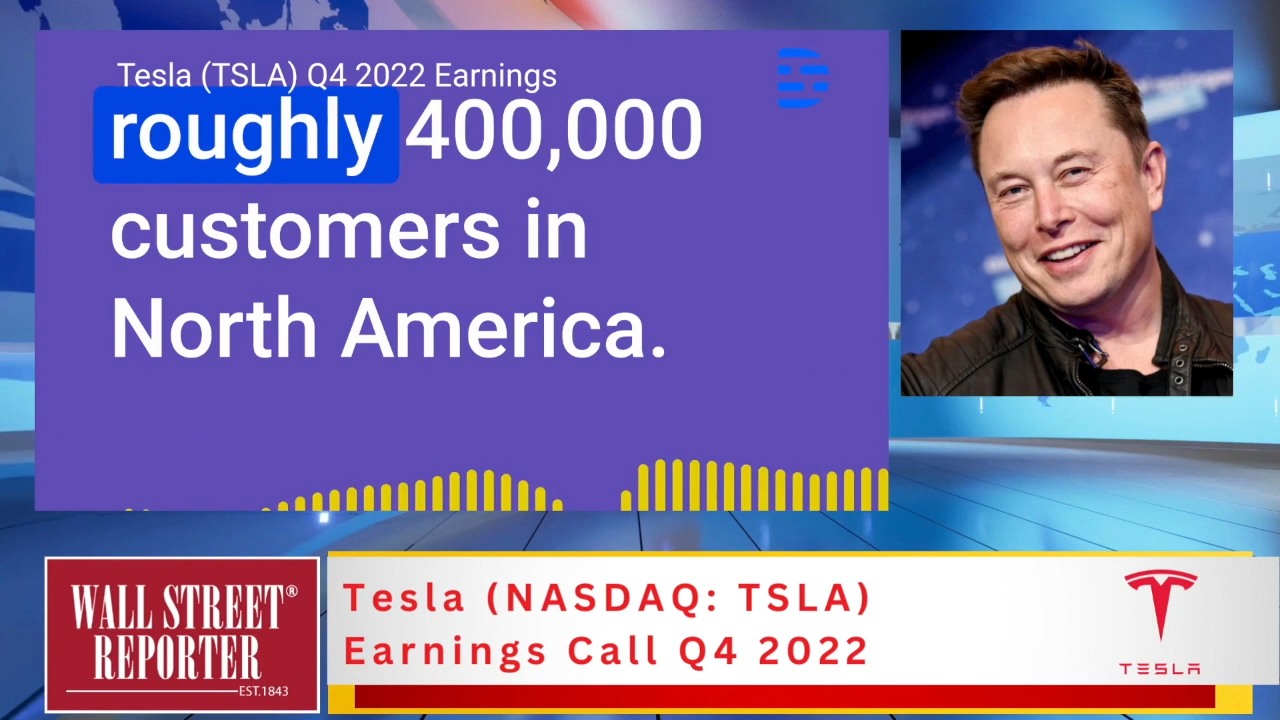 Tesla (TSLA) Q4 2022 Earnings
roughly 400,000
customers in
North America.
WALL STREET®
REPORTER
EST.1843
Tesla (NASDAQ: TSLA)
Earnings Call Q4 2022
TESLA